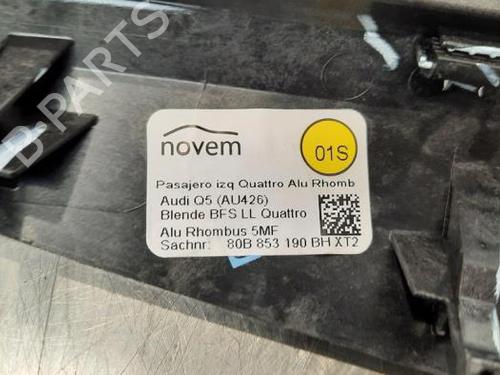 novem
01S
Pasajero izq Quattro Alu Rhomb
Audi Q5 (AU426)
Blende BFS LL Quattro
Alu Rhombus 5MF
Sachnr: 80B 853 190 BH XT2